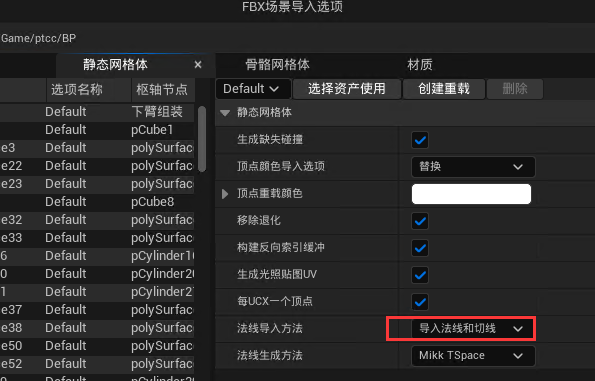 FBX场景导入选项
Game/ptcc/BP
静态网格体 ×
骨骼网格体
材质
选项名称 枢轴节点
Default 下臂组装
Default pCube1
e3 Default polySurfac
e22 Default polySurfac
e23 Default polySurfac
Default pCube8
e32 Default polySurfac
e33 Default polySurfac
6 Default pCylinder1
0 Default pCylinder2
1 Default pCylinder2
e37 Default polySurfac
e38 Default polySurfac
e50 Default polySurfac
e52 Default polySurfac
Default 选择资产使用 创建重载 删除
静态网格体
生成缺失碰撞
顶点颜色导入选项 替换
顶点重载颜色
移除退化
构建反向索引缓冲
生成光照贴图UV
每UCX一个顶点
法线导入方法 导入法线和切线
法线生成方法 Mikk TSpace